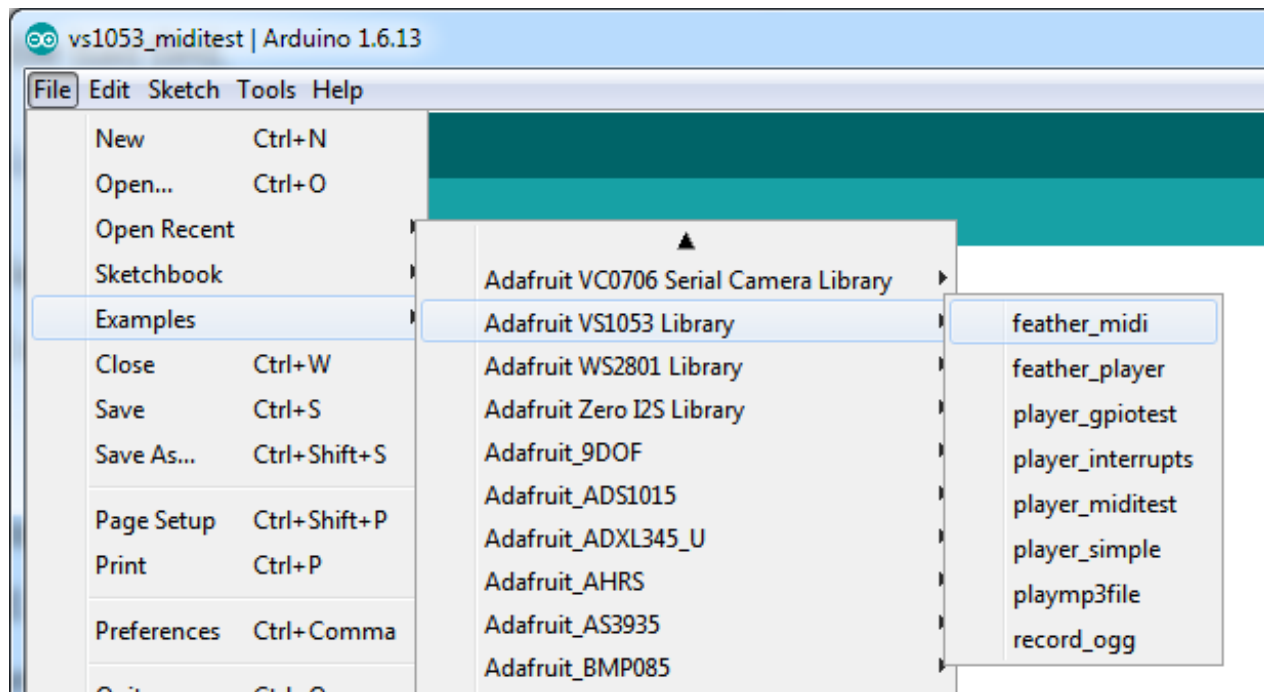 vs1053_miditest | Arduino 1.6.13
File Edit Sketch Tools Help
New Ctrl+N
Open... Ctrl+O
Open Recent
Sketchbook
Examples
Close Ctrl+W
Save Ctrl+S
Save As... Ctrl+Shift+S
Page Setup Ctrl+Shift+P
Print Ctrl+P
Preferences Ctrl+Comma
Adafruit VC0706 Serial Camera Library
Adafruit VS1053 Library
Adafruit WS2801 Library
Adafruit Zero I2S Library
Adafruit_9DOF
Adafruit_ADS1015
Adafruit_ADXL345_U
Adafruit_AHRS
Adafruit_AS3935
Adafruit_BMP085
feather_midi
feather_player
player_gpiotest
player_interrupts
player_miditest
player_simple
playmp3file
record_ogg